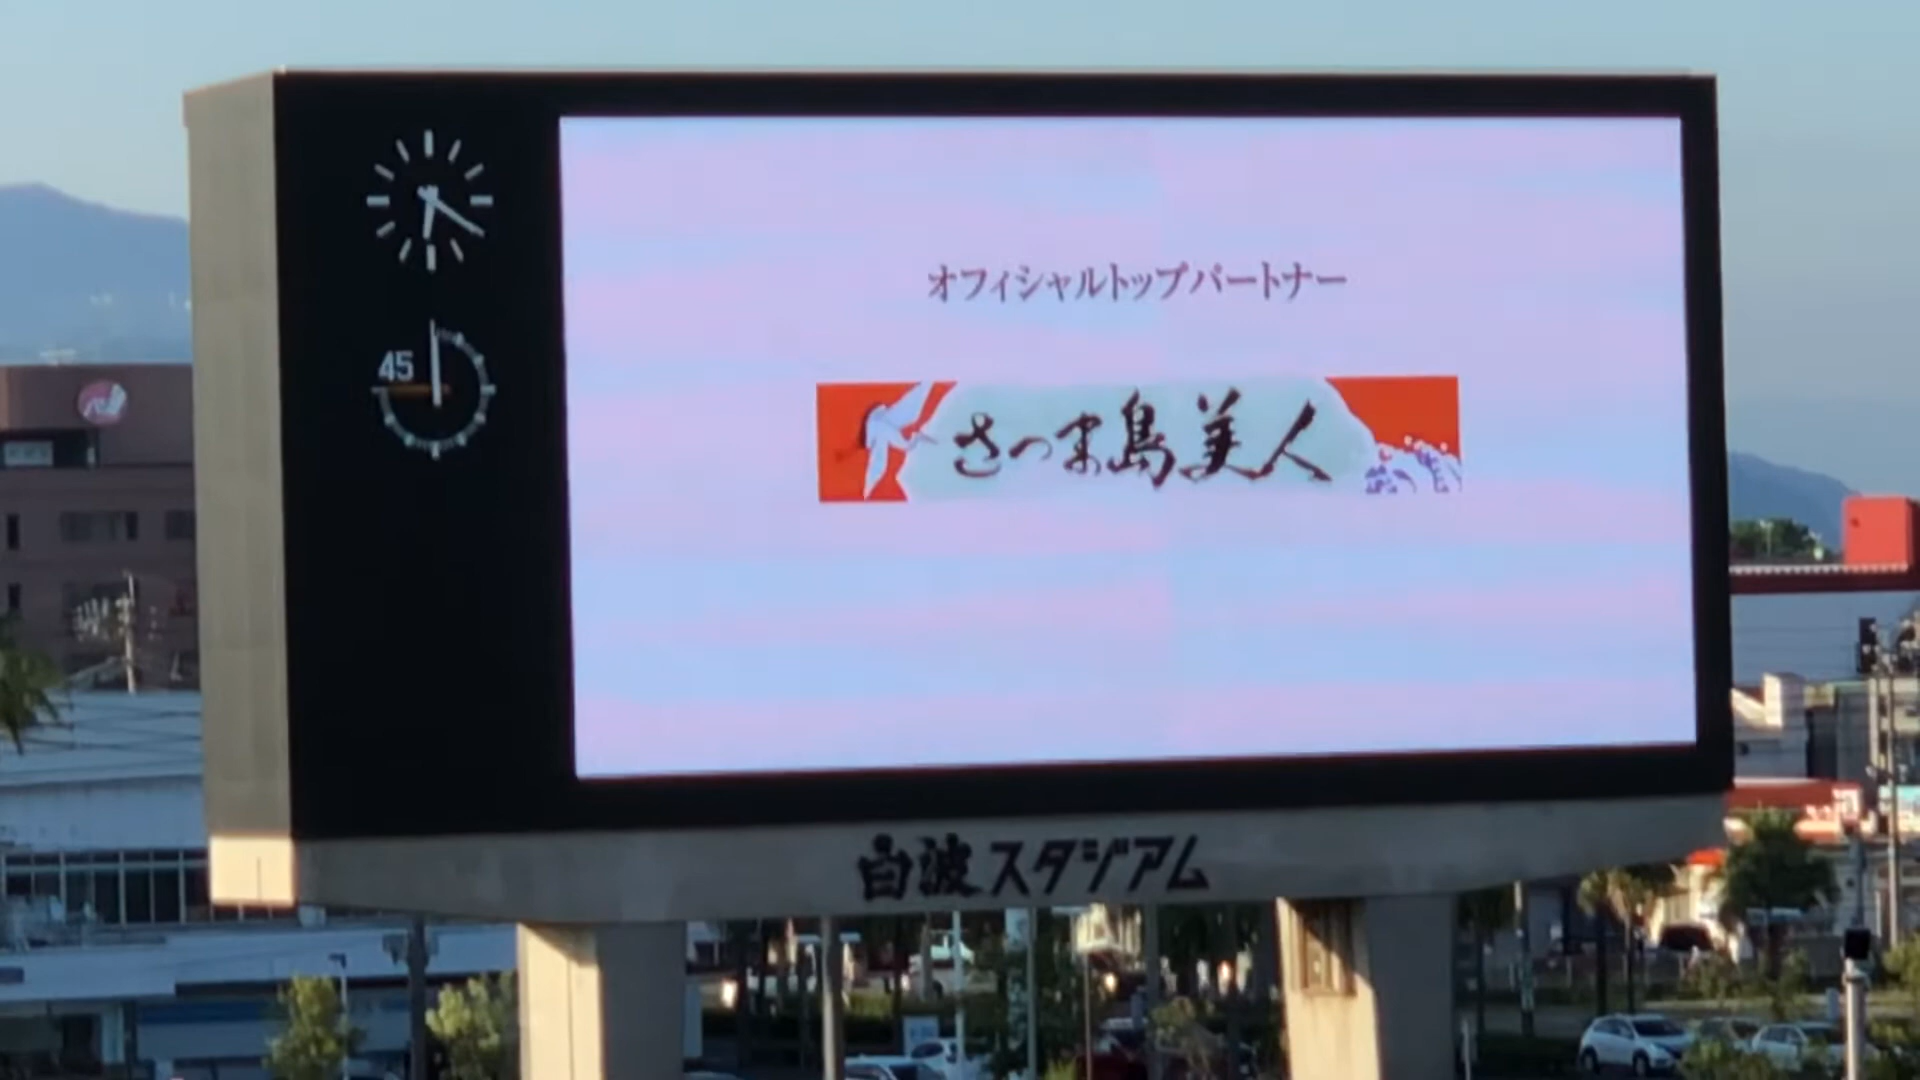 45
オフィシャルトップパートナー
さつま島美人
白波スタジアム